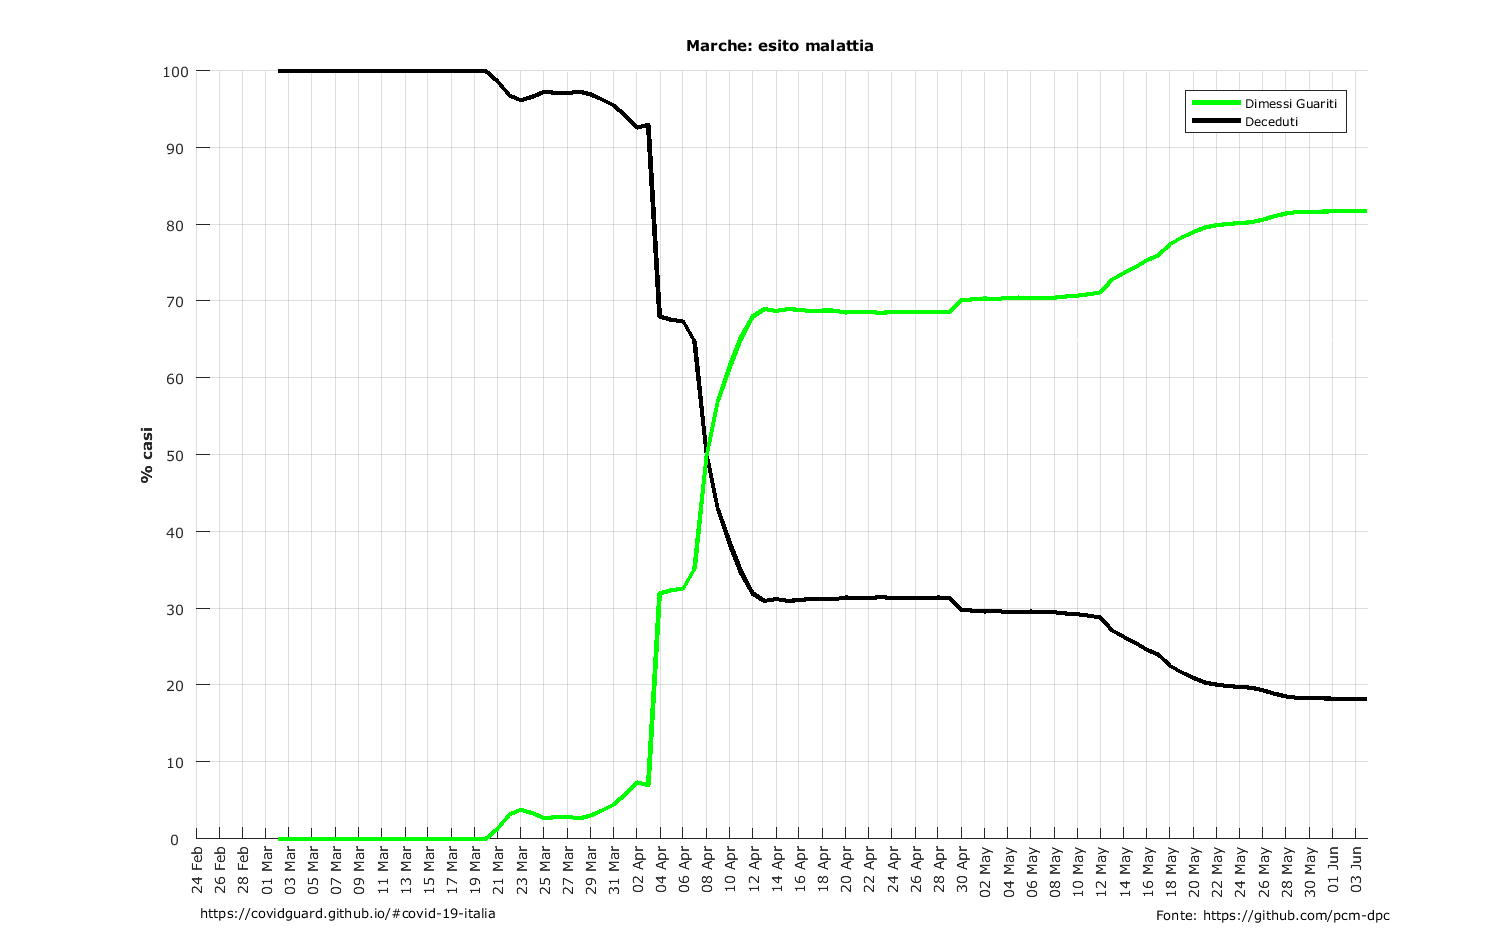 Marche: esito malattia
100
90
80
70
60
50
40
30
20
10
0
% casi
Dimessi Guariti
Deceduti
24 Feb
26 Feb
28 Feb
01 Mar
03 Mar
05 Mar
07 Mar
09 Mar
11 Mar
13 Mar
15 Mar
17 Mar
19 Mar
21 Mar
23 Mar
25 Mar
27 Mar
29 Mar
31 Mar
02 Apr
04 Apr
06 Apr
08 Apr
10 Apr
12 Apr
14 Apr
16 Apr
18 Apr
20 Apr
22 Apr
24 Apr
26 Apr
28 Apr
30 Apr
02 May
04 May
06 May
08 May
10 May
12 May
14 May
16 May
18 May
20 May
22 May
24 May
26 May
28 May
30 May
01 Jun
03 Jun
https://covidguard.github.io/#covid-19-italia
Fonte: https://github.com/pcm-dpc